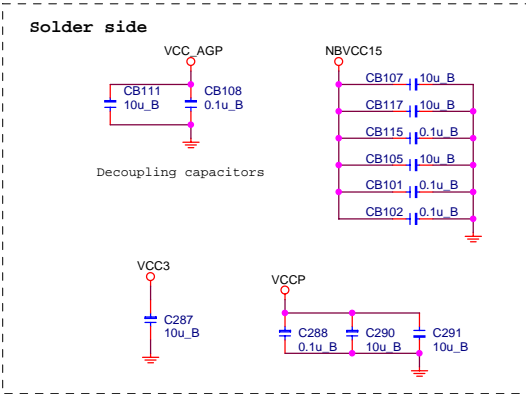 Solder side
VCC_AGP
CB111
10u_B
CB108
0.1u_B
Decoupling capacitors
NBVCC15
CB107 10u_B
CB117 10u_B
CB115 0.1u_B
CB105 10u_B
CB101 0.1u_B
CB102 0.1u_B
VCC3
C287
10u_B
VCCP
C288
0.1u_B
C290
10u_B
C291
10u_B